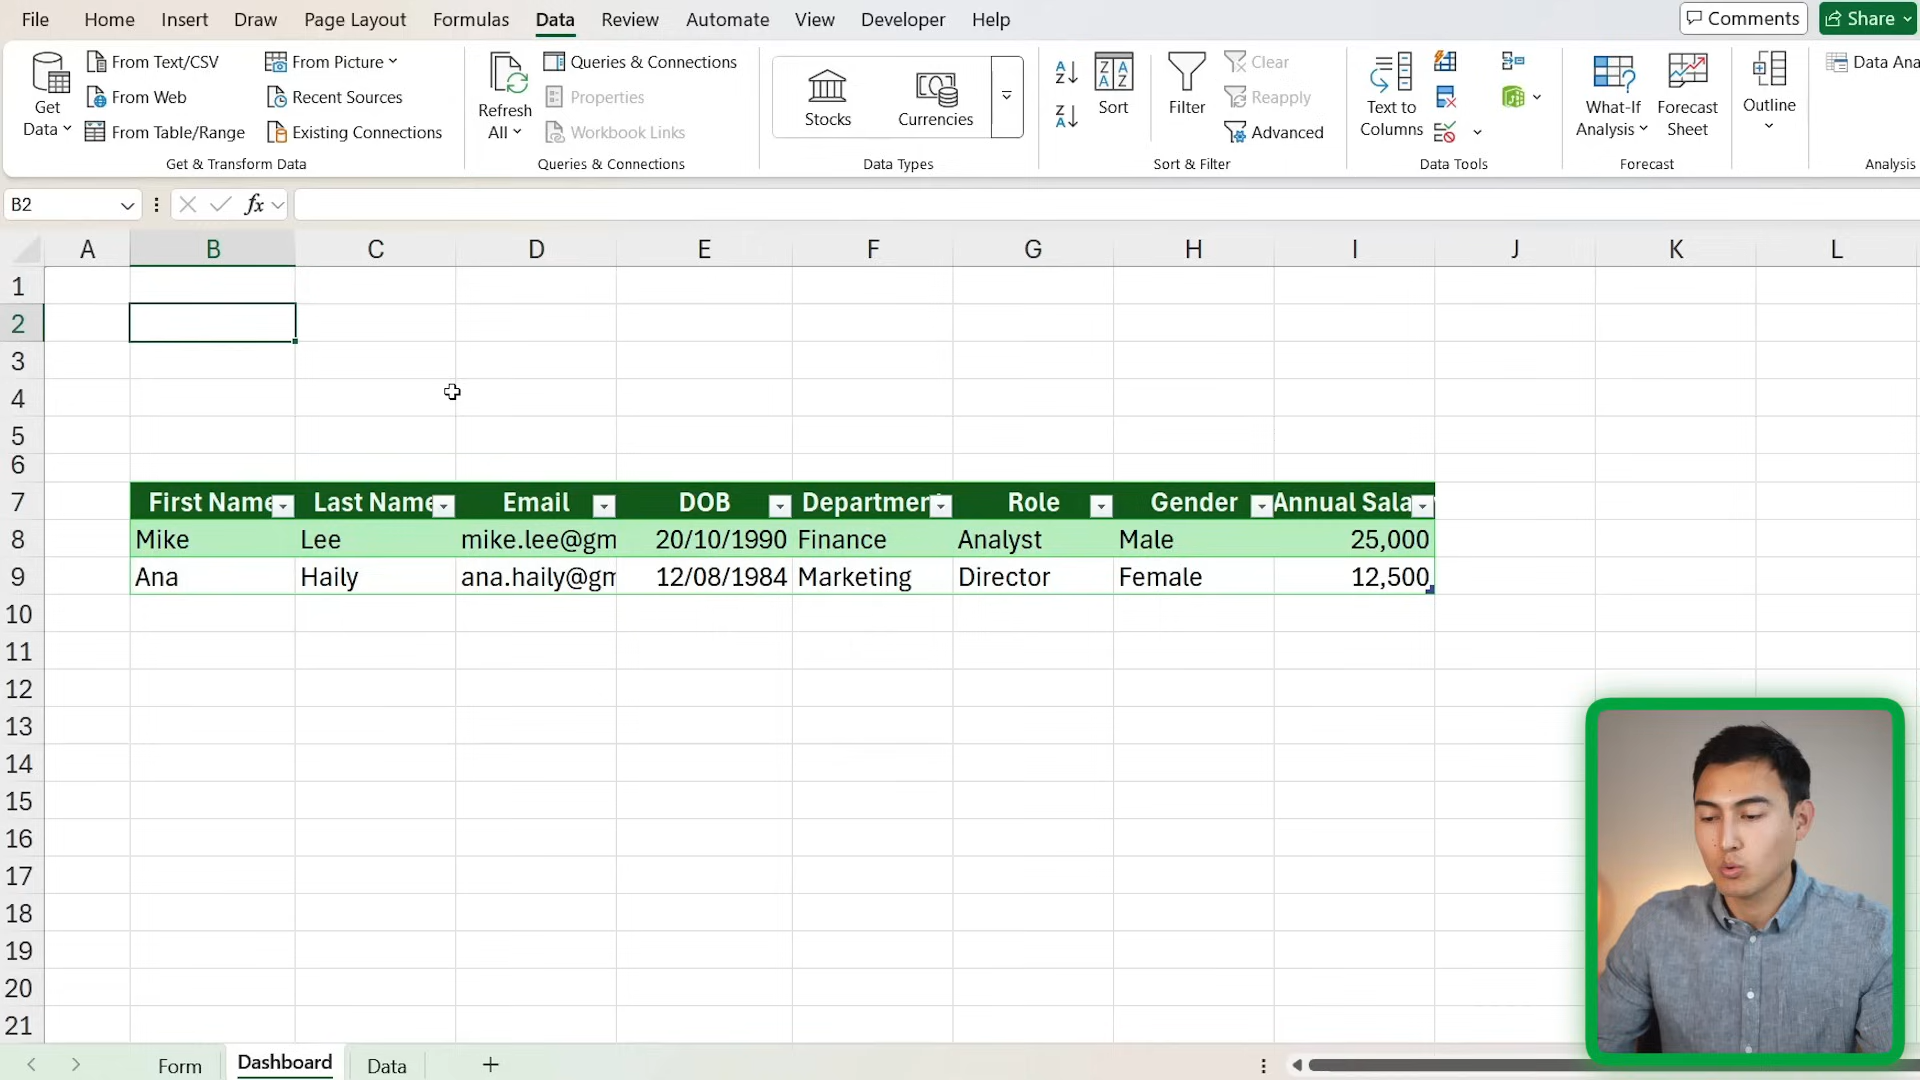 File Home Insert Draw Page Layout Formulas Data Review Automate View Developer Help Comments Share
Get Data
From Text/CSV
From Web
From Table/Range
From Picture
Recent Sources
Existing Connections
Get & Transform Data
Refresh All
Queries & Connections
Properties
Workbook Links
Queries & Connections
Stocks
Currencies
Data Types
Sort
Filter
Clear
Reapply
Advanced
Sort & Filter
Text to Columns
Data Tools
What-If Analysis
Forecast Sheet
Forecast
Outline
Data Ana
Analysis
B2 fx
A B C D E F G H I J K L
1
2
3
4
5
6
7 First Name Last Name Email DOB Departmen Role Gender Annual Sala
8 Mike Lee mike.lee@gm 20/10/1990 Finance Analyst Male 25,000
9 Ana Haily ana.haily@gm 12/08/1984 Marketing Director Female 12,500
10
11
12
13
14
15
16
17
18
19
20
21
Form Dashboard Data +